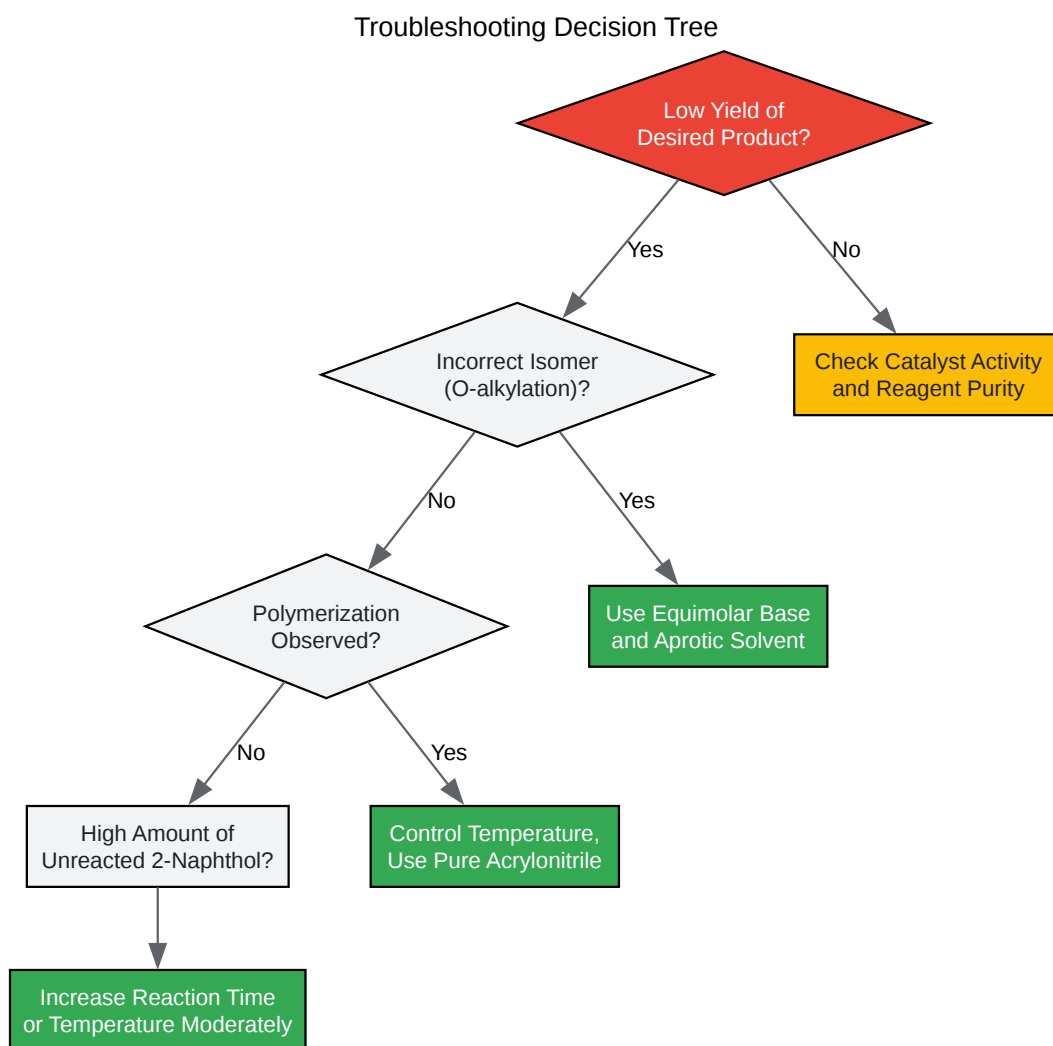 Troubleshooting Decision Tree
Low Yield of
Desired Product?
Yes
No
Incorrect Isomer
(O-alkylation)?
Check Catalyst Activity
and Reagent Purity
No
Yes
Polymerization
Observed?
Use Equimolar Base
and Aprotic Solvent
No
Yes
High Amount of
Unreacted 2-Naphthol?
Control Temperature,
Use Pure Acrylonitrile
Increase Reaction Time
or Temperature Moderately